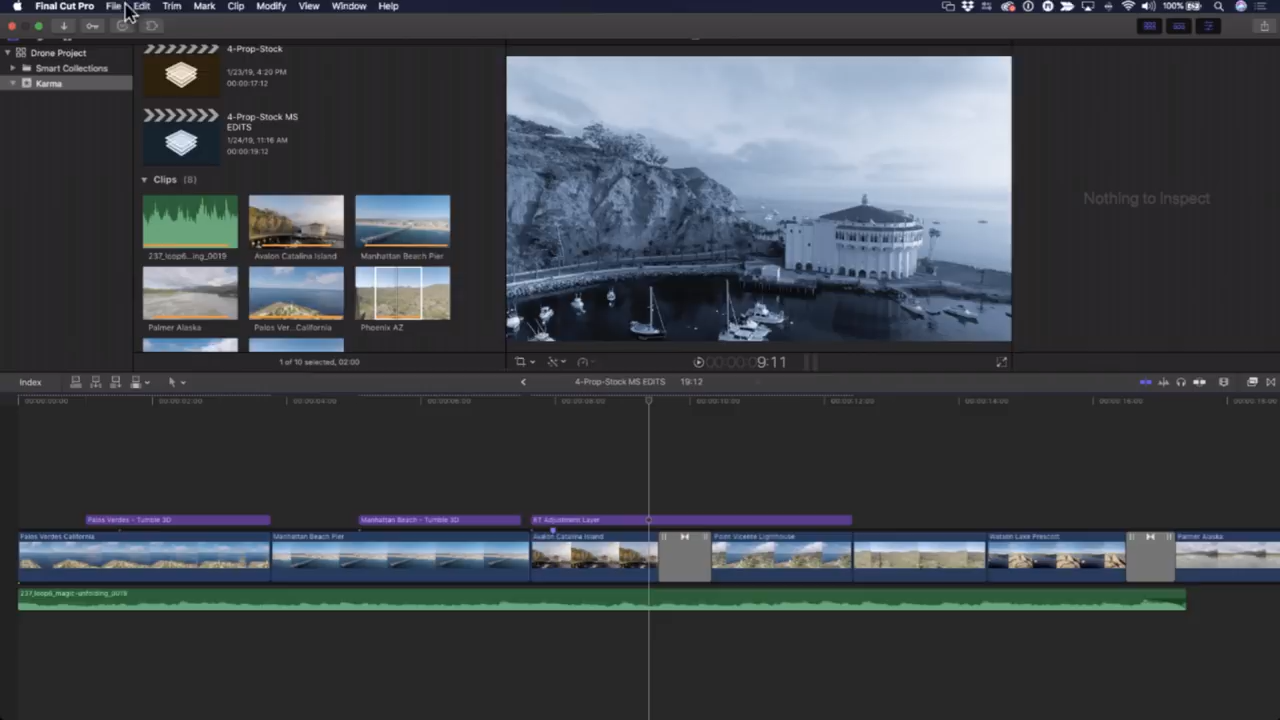 Final Cut Pro File Edit Trim Mark Clip Modify View Window Help 100%
Drone Project
Smart Collections
Karma
4-Prop-Stock
1/23/19, 4:20 PM
00:00:17:12
4-Prop-Stock MS
EDITS
1/24/19, 11:16 AM
00:00:19:12
Clips (8)
237_loop6...ing_0019 Avalon Catalina Island Manhattan Beach Pier
Palmer Alaska Palos Ver...California Phoenix AZ
1 of 10 selected, 02:00
9:11
Nothing to Inspect
Index 4-Prop-Stock MS EDITS 19:12
00:00:00:00 00:00:02:00 00:00:04:00 00:00:06:00 00:00:08:00 00:00:10:00 00:00:12:00 00:00:14:00 00:00:16:00 00:00:18:00
Palos Verdes - Tumble 3D Manhattan Beach - Tumble 3D KT Adjustment Layer
Palos Verdes California Manhattan Beach Pier Avalon Catalina Island Point Vicente Lighthouse Watson Lake Prescott Palmer Alaska
237_loop6_magic-unfolding_0019